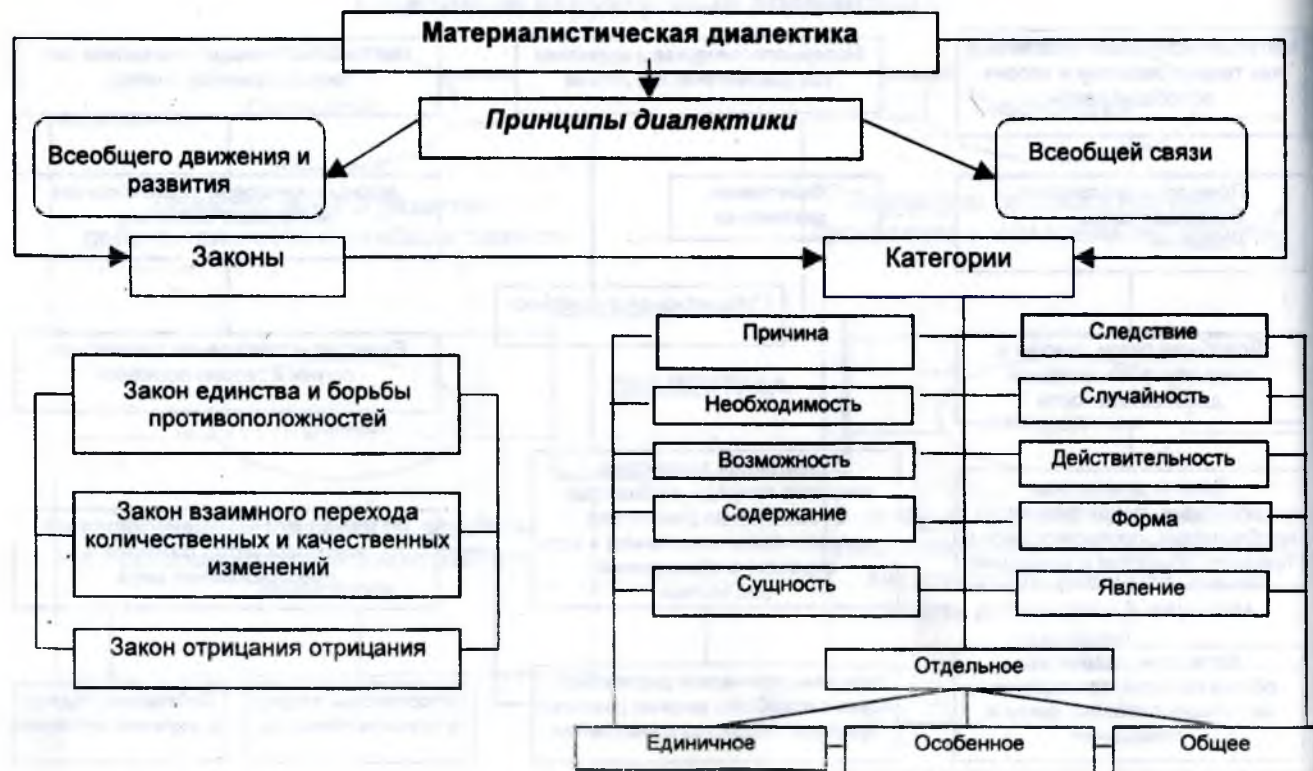 Материалистическая диалектика
Принципы диалектики
Всеобщего движения и
развития
Всеобщей связи
Законы
Категории
Закон единства и борьбы
противоположностей
Закон взаимного перехода
количественных и качественных
изменений
Закон отрицания отрицания
Причина
Следствие
Необходимость
Случайность
Возможность
Действительность
Содержание
Форма
Сущность
Явление
Отдельное
Единичное
Особенное
Общее